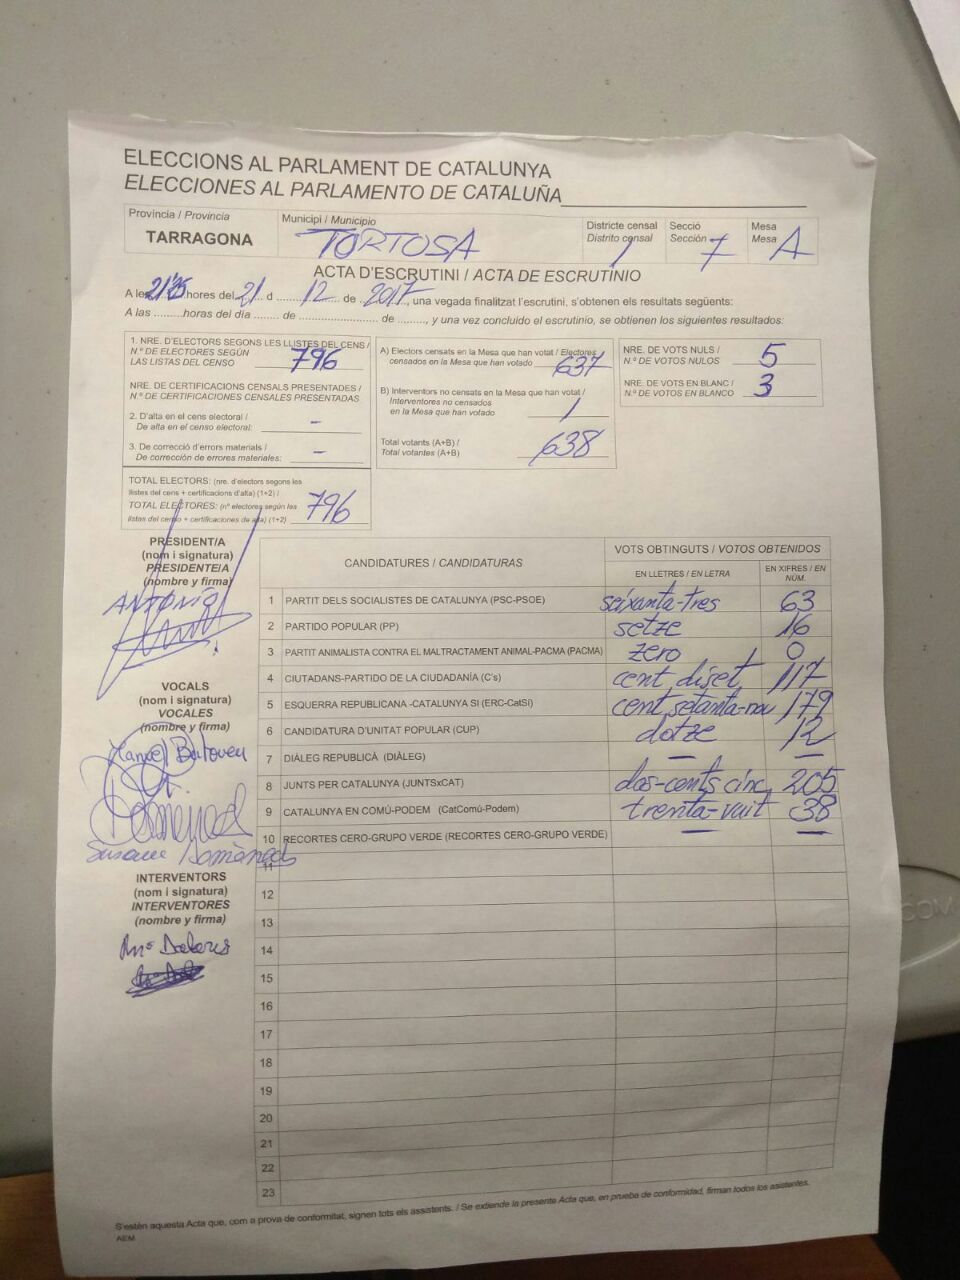 ELECCIONS AL PARLAMENT DE CATALUNYA
ELECCIONES AL PARLAMENTO DE CATALUÑA
Província / Provincia
TARRAGONA
Municipi / Municipio
TORTOSA
Districte censal
Distrito censal
1
Secció
Sección
7
Mesa
Mesa
A
ACTA D'ESCRUTINI / ACTA DE ESCRUTINIO
A les 21'35 hores del 21 d 12 de 2017, una vegada finalitzat l'escrutini, s'obtenen els resultats següents:
A las .........horas del día ....... de ........................ de ........, y una vez concluido el escrutinio, se obtienen los siguientes resultados:
1. NRE. D'ELECTORS SEGONS LES LLISTES DEL CENS /
N.º DE ELECTORES SEGÚN
LAS LISTAS DEL CENSO 796
NRE. DE CERTIFICACIONS CENSALS PRESENTADES /
N.º DE CERTIFICACIONES CENSALES PRESENTADAS
2. D'alta en el cens electoral /
De alta en el censo electoral: -
3. De correcció d'errors materials /
De corrección de errores materiales: -
TOTAL ELECTORS: (nre. d'electors segons les
llistes del cens + certificacions d'alta) (1+2) /
TOTAL ELECTORES: (nº electores según las
listas del censo + certificaciones de alta) (1+2) 796
A) Electors censats en la Mesa que han votat / Electores
censados en la Mesa que han votado 637
B) Interventors no censats en la Mesa que han votat /
Interventores no censados
en la Mesa que han votado 1
Total votants (A+B) /
Total votantes (A+B) 638
NRE. DE VOTS NULS /
N.º DE VOTOS NULOS 5
NRE. DE VOTS EN BLANC /
N.º DE VOTOS EN BLANCO 3
PRESIDENT/A
(nom i signatura)
PRESIDENTE/A
(nombre y firma)
ANTONIO
VOCALS
(nom i signatura)
VOCALES
(nombre y firma)
INTERVENTORS
(nom i signatura)
INTERVENTORES
(nombre y firma)
Mª Dolors
CANDIDATURES / CANDIDATURAS
VOTS OBTINGUTS / VOTOS OBTENIDOS
EN LLETRES / EN LETRA
EN XIFRES / EN NÚM.
1 PARTIT DELS SOCIALISTES DE CATALUNYA (PSC-PSOE) seixanta-tres 63
2 PARTIDO POPULAR (PP) setze 16
3 PARTIT ANIMALISTA CONTRA EL MALTRACTAMENT ANIMAL-PACMA (PACMA) zero 0
4 CIUTADANS-PARTIDO DE LA CIUDADANÍA (C's) cent diset 117
5 ESQUERRA REPUBLICANA -CATALUNYA SI (ERC-CatSí) cent setanta-nou 179
6 CANDIDATURA D'UNITAT POPULAR (CUP) dotze 12
7 DIÀLEG REPUBLICÀ (DIÀLEG) — —
8 JUNTS PER CATALUNYA (JUNTSxCAT) dos-cents cinc 205
9 CATALUNYA EN COMÚ-PODEM (CatComú-Podem) trenta-vuit 38
10 RECORTES CERO-GRUPO VERDE (RECORTES CERO-GRUPO VERDE) — —
11
12
13
14
15
16
17
18
19
20
21
22
23
S'estén aquesta Acta que, com a prova de conformitat, signen tots els assistents. / Se extiende la presente Acta que, en prueba de conformidad, firman todos los asistentes.
AEM
COM